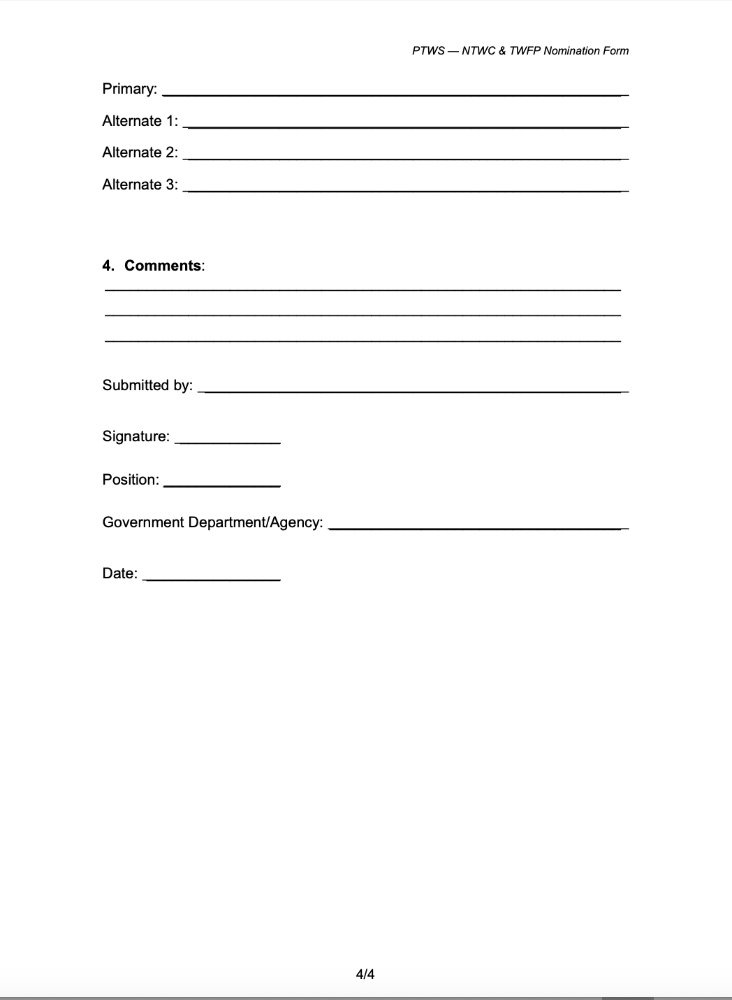 PTWS — NTWC & TWFP Nomination Form
Primary:
Alternate 1:
Alternate 2:
Alternate 3:
4. Comments:
Submitted by:
Signature:
Position:
Government Department/Agency:
Date:
4/4